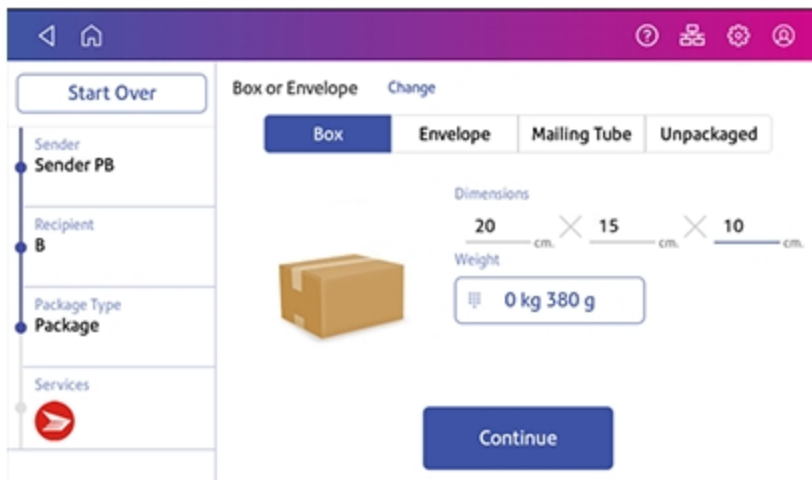 Start Over
Sender
Sender PB
Recipient
B
Package Type
Package
Services
Box or Envelope Change
Box Envelope Mailing Tube Unpackaged
Dimensions
20 cm. 15 cm. 10 cm.
Weight
0 kg 380 g
Continue